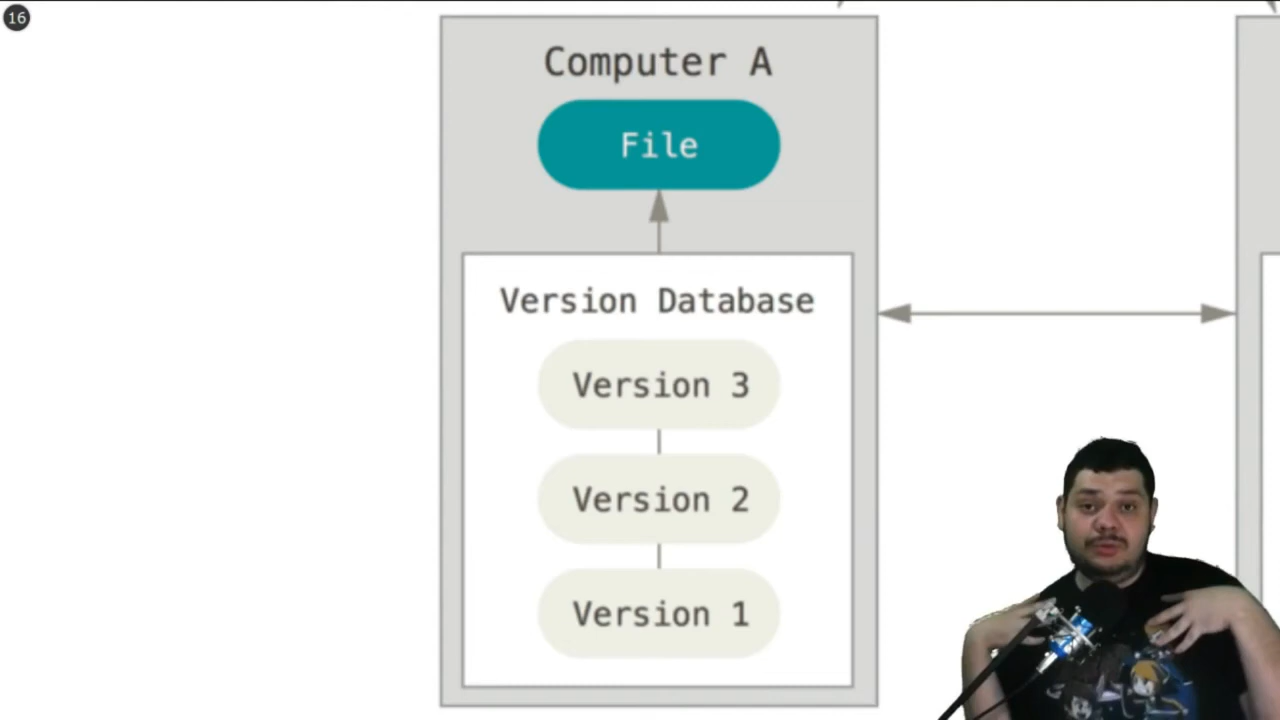 16
Computer A
File
Version Database
Version 3
Version 2
Version 1